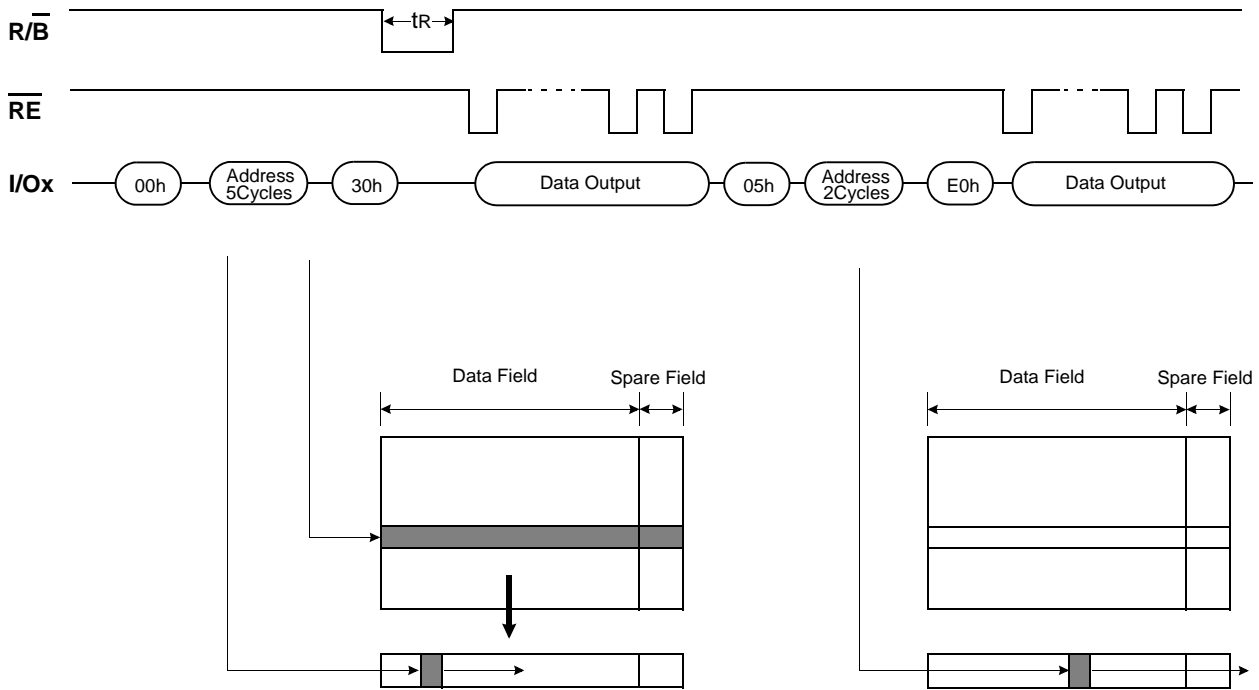 R/B
tR
RE
I/Ox
00h
Address
5Cycles
30h
Data Output
05h
Address
2Cycles
E0h
Data Output
Data Field
Spare Field
Data Field
Spare Field